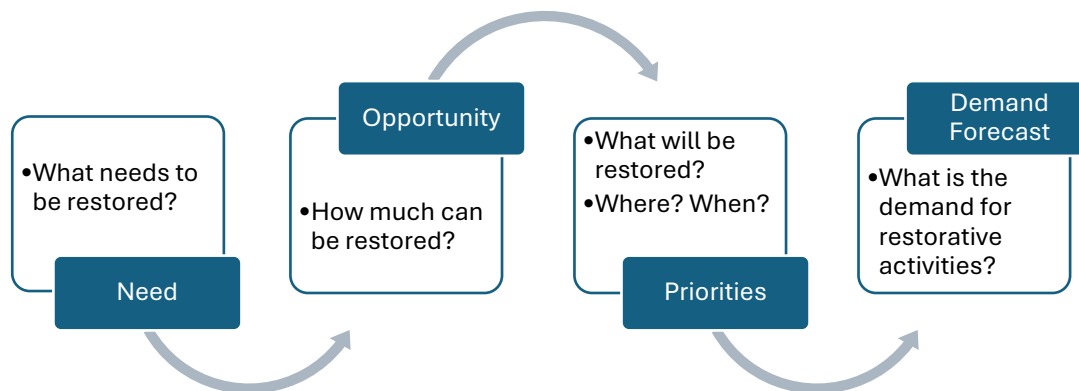 •What needs to
be restored?
Need
Opportunity
•How much can
be restored?
•What will be
restored?
•Where? When?
Priorities
Demand
Forecast
•What is the
demand for
restorative
activities?